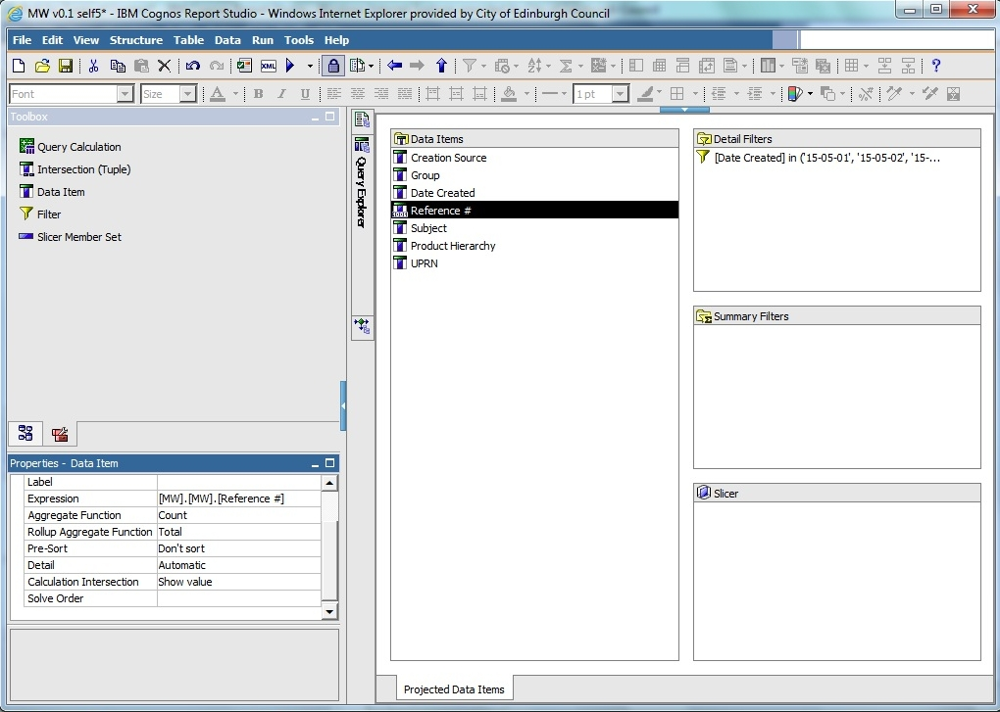 MW v0.1 self5* - IBM Cognos Report Studio - Windows Internet Explorer provided by City of Edinburgh Council
File Edit View Structure Table Data Run Tools Help
XML
Font Size A B I U 1 pt
Toolbox
Query Calculation
Intersection (Tuple)
Data Item
Filter
Slicer Member Set
Query Explorer
Data Items
Creation Source
Group
Date Created
Reference #
Subject
Product Hierarchy
UPRN
Detail Filters
[Date Created] in ('15-05-01', '15-05-02', '15-...
Summary Filters
Slicer
Properties - Data Item
Label
Expression [MW].[MW].[Reference #]
Aggregate Function Count
Rollup Aggregate Function Total
Pre-Sort Don't sort
Detail Automatic
Calculation Intersection Show value
Solve Order
Projected Data Items